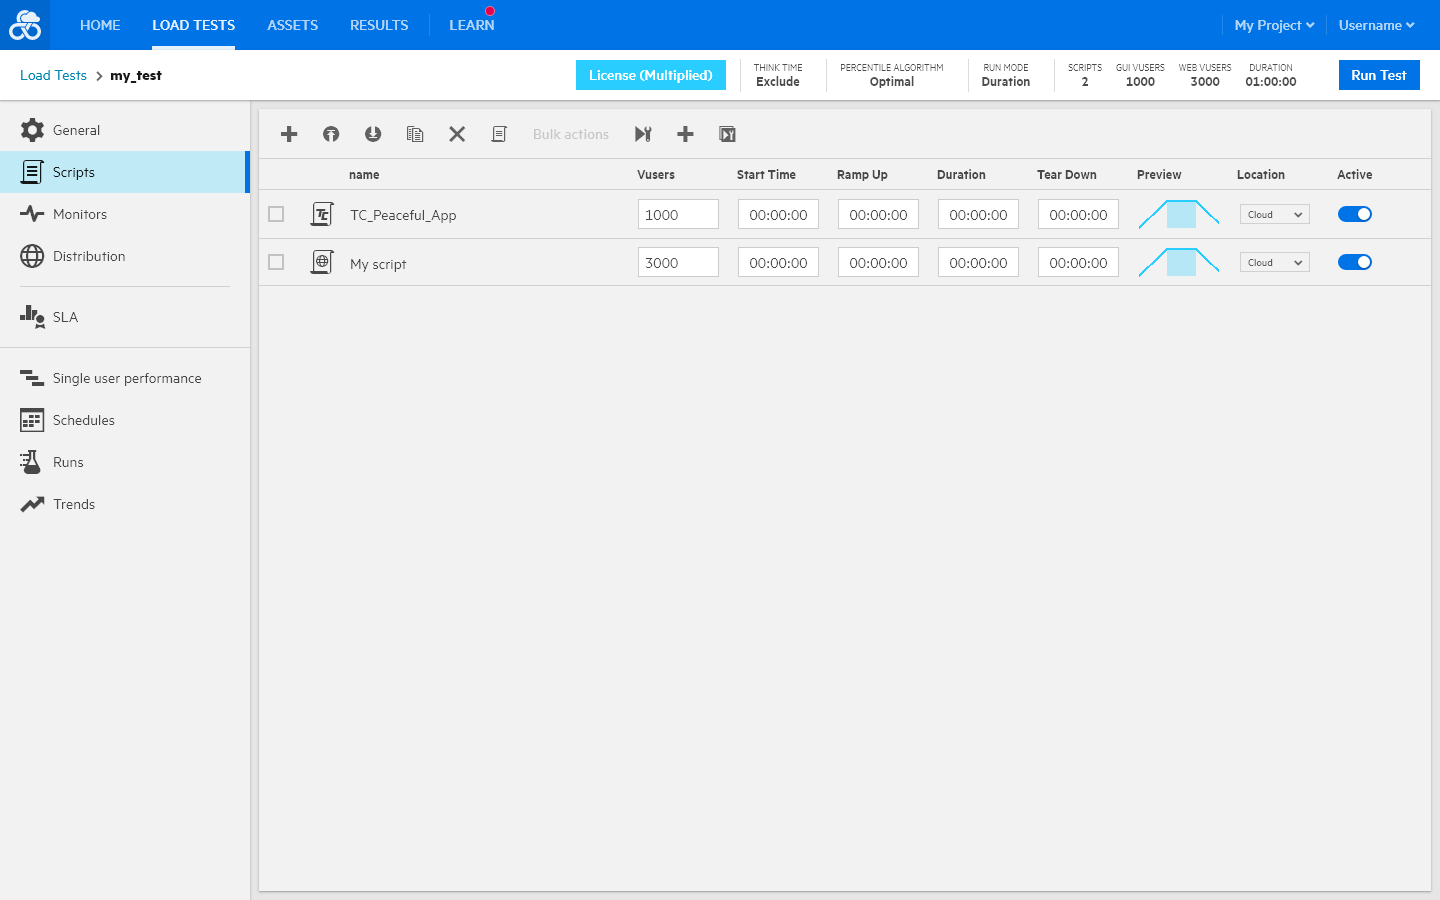 HOME LOAD TESTS ASSETS RESULTS LEARN My Project Username
Load Tests > my_test
License (Multiplied)
THINK TIME
Exclude
PERCENTILE ALGORITHM
Optimal
RUN MODE
Duration
SCRIPTS
2
GUI VUSERS
1000
WEB VUSERS
3000
DURATION
01:00:00
Run Test
General
Scripts
Monitors
Distribution
SLA
Single user performance
Schedules
Runs
Trends
Bulk actions
name Vusers Start Time Ramp Up Duration Tear Down Preview Location Active
TC TC_Peaceful_App 1000 00:00:00 00:00:00 00:00:00 00:00:00 Cloud
My script 3000 00:00:00 00:00:00 00:00:00 00:00:00 Cloud